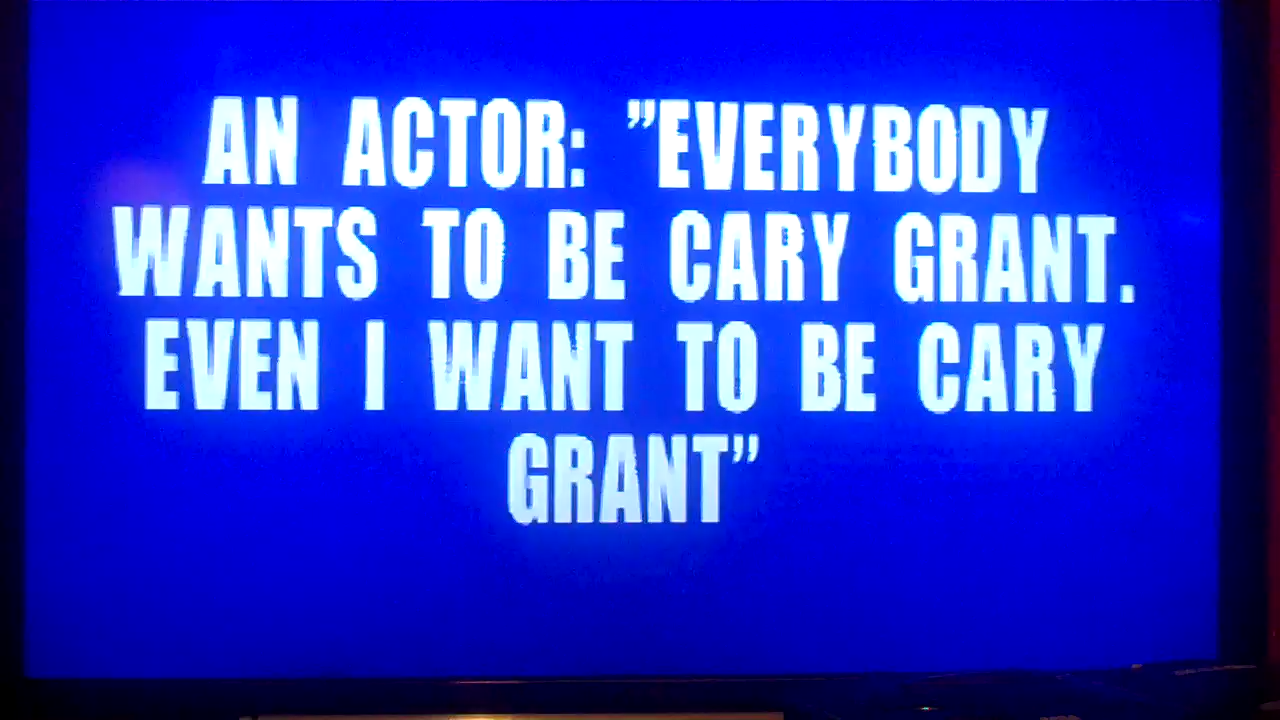 AN ACTOR: "EVERYBODY
WANTS TO BE CARY GRANT.
EVEN I WANT TO BE CARY
GRANT"